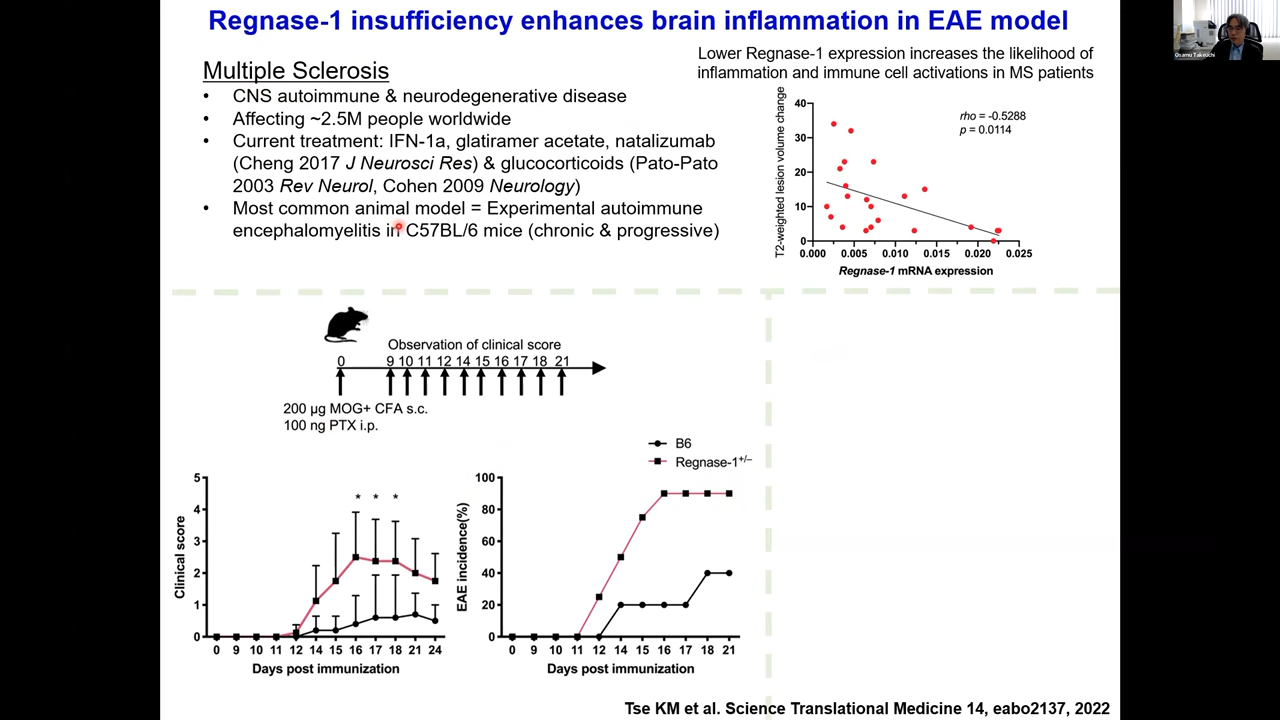 Regnase-1 insufficiency enhances brain inflammation in EAE model
Osamu Takeuchi
Multiple Sclerosis
• CNS autoimmune & neurodegenerative disease
• Affecting ~2.5M people worldwide
• Current treatment: IFN-1a, glatiramer acetate, natalizumab
(Cheng 2017 J Neurosci Res) & glucocorticoids (Pato-Pato
2003 Rev Neurol, Cohen 2009 Neurology)
• Most common animal model = Experimental autoimmune
encephalomyelitis in C57BL/6 mice (chronic & progressive)
Lower Regnase-1 expression increases the likelihood of
inflammation and immune cell activations in MS patients
T2-weighted lesion volume change
40
30
20
10
0
rho = -0.5288
p = 0.0114
0.000 0.005 0.010 0.015 0.020 0.025
Regnase-1 mRNA expression
Observation of clinical score
0 9 10 11 12 14 15 16 17 18 21
200 µg MOG+ CFA s.c.
100 ng PTX i.p.
B6
Regnase-1+/–
Clinical score
5
4
3
2
1
0
* * *
0 9 10 11 12 14 15 16 17 18 21 24
Days post immunization
EAE incidence(%)
100
80
60
40
20
0
0 9 10 11 12 14 15 16 17 18 21
Days post immunization
Tse KM et al. Science Translational Medicine 14, eabo2137, 2022